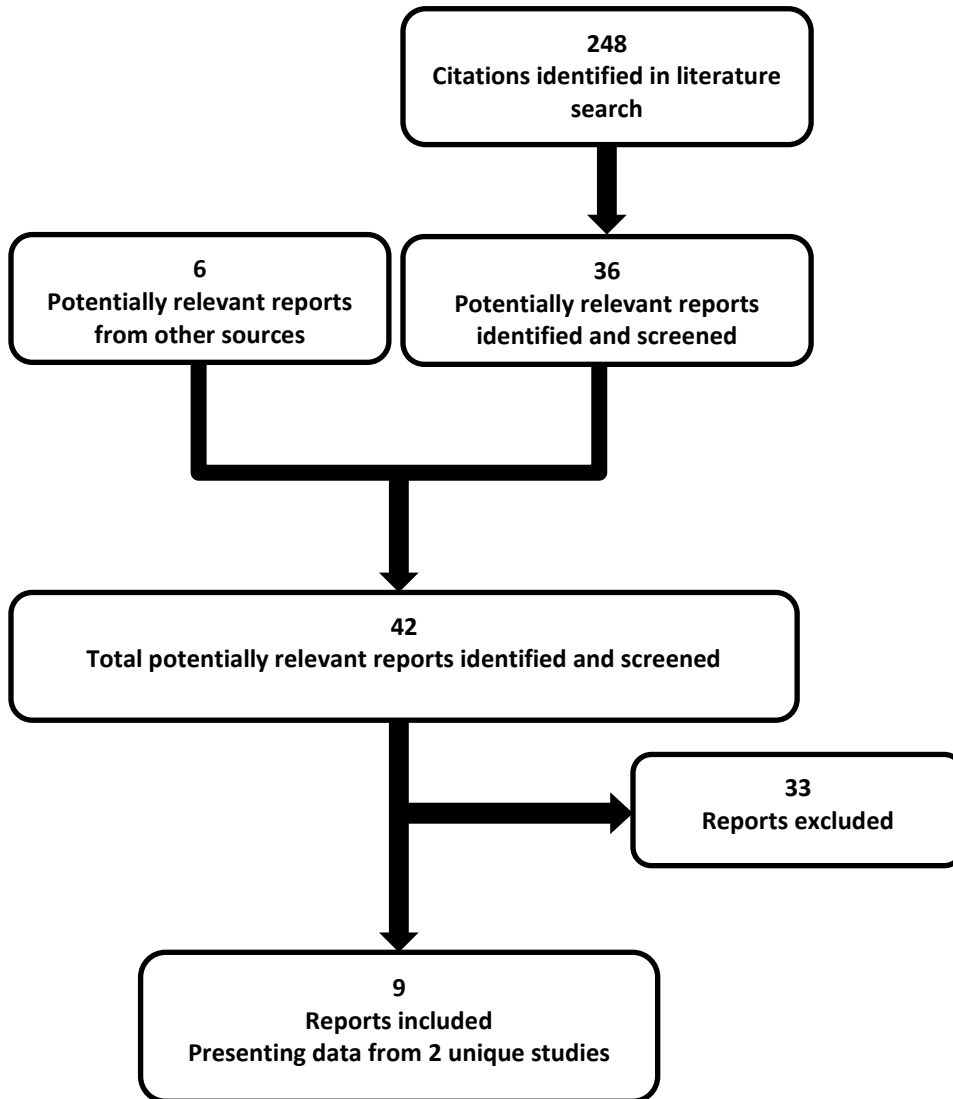 248
Citations identified in literature
search
6
Potentially relevant reports
from other sources
36
Potentially relevant reports
identified and screened
42
Total potentially relevant reports identified and screened
33
Reports excluded
9
Reports included
Presenting data from 2 unique studies